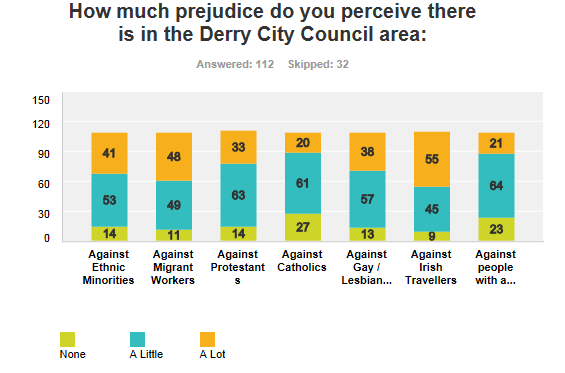 How much prejudice do you perceive there
is in the Derry City Council area:
Answered: 112 Skipped: 32
150
120
90
60
30
0
41 48 33 20 38 55 21
53 49 63 61 57 45 64
14 11 14 27 13 9 23
Against
Ethnic
Minorities
Against
Migrant
Workers
Against
Protestant
s
Against
Catholics
Against
Gay /
Lesbian...
Against
Irish
Travellers
Against
people
with a...
None A Little A Lot